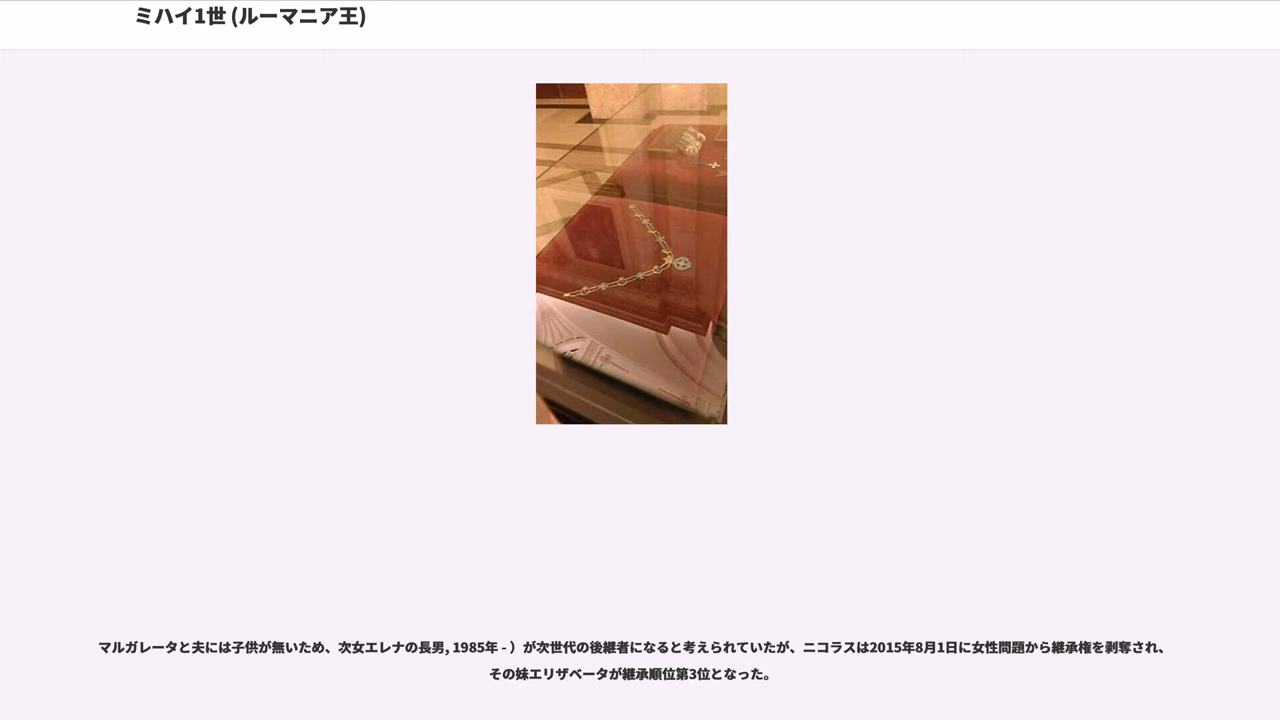 ミハイ1世 (ルーマニア王)
マルガレータと夫には子供が無いため、次女エレナの長男, 1985年 - ）が次世代の後継者になると考えられていたが、ニコラスは2015年8月1日に女性問題から継承権を剥奪され、
その妹エリザベータが継承順位第3位となった。